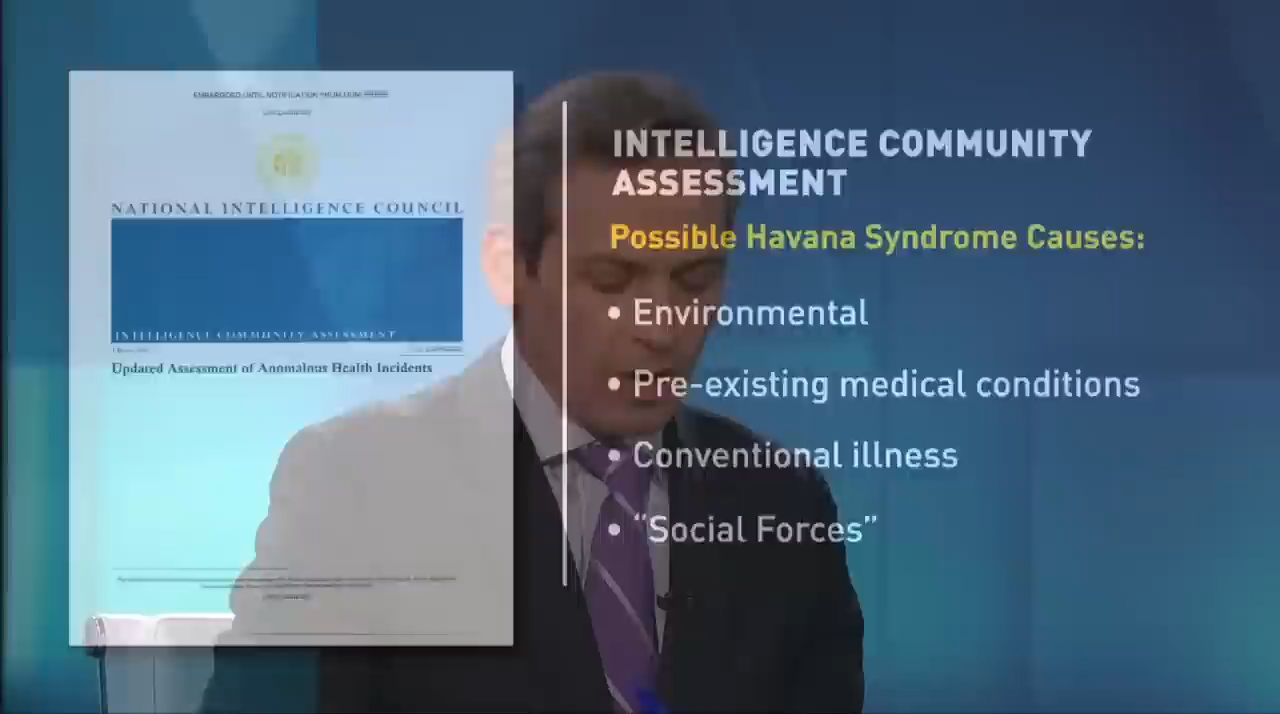 NATIONAL INTELLIGENCE COUNCIL
INTELLIGENCE COMMUNITY ASSESSMENT
Updated Assessment of Anomalous Health Incidents
INTELLIGENCE COMMUNITY
ASSESSMENT
Possible Havana Syndrome Causes:
• Environmental
• Pre-existing medical conditions
• Conventional illness
• “Social Forces”